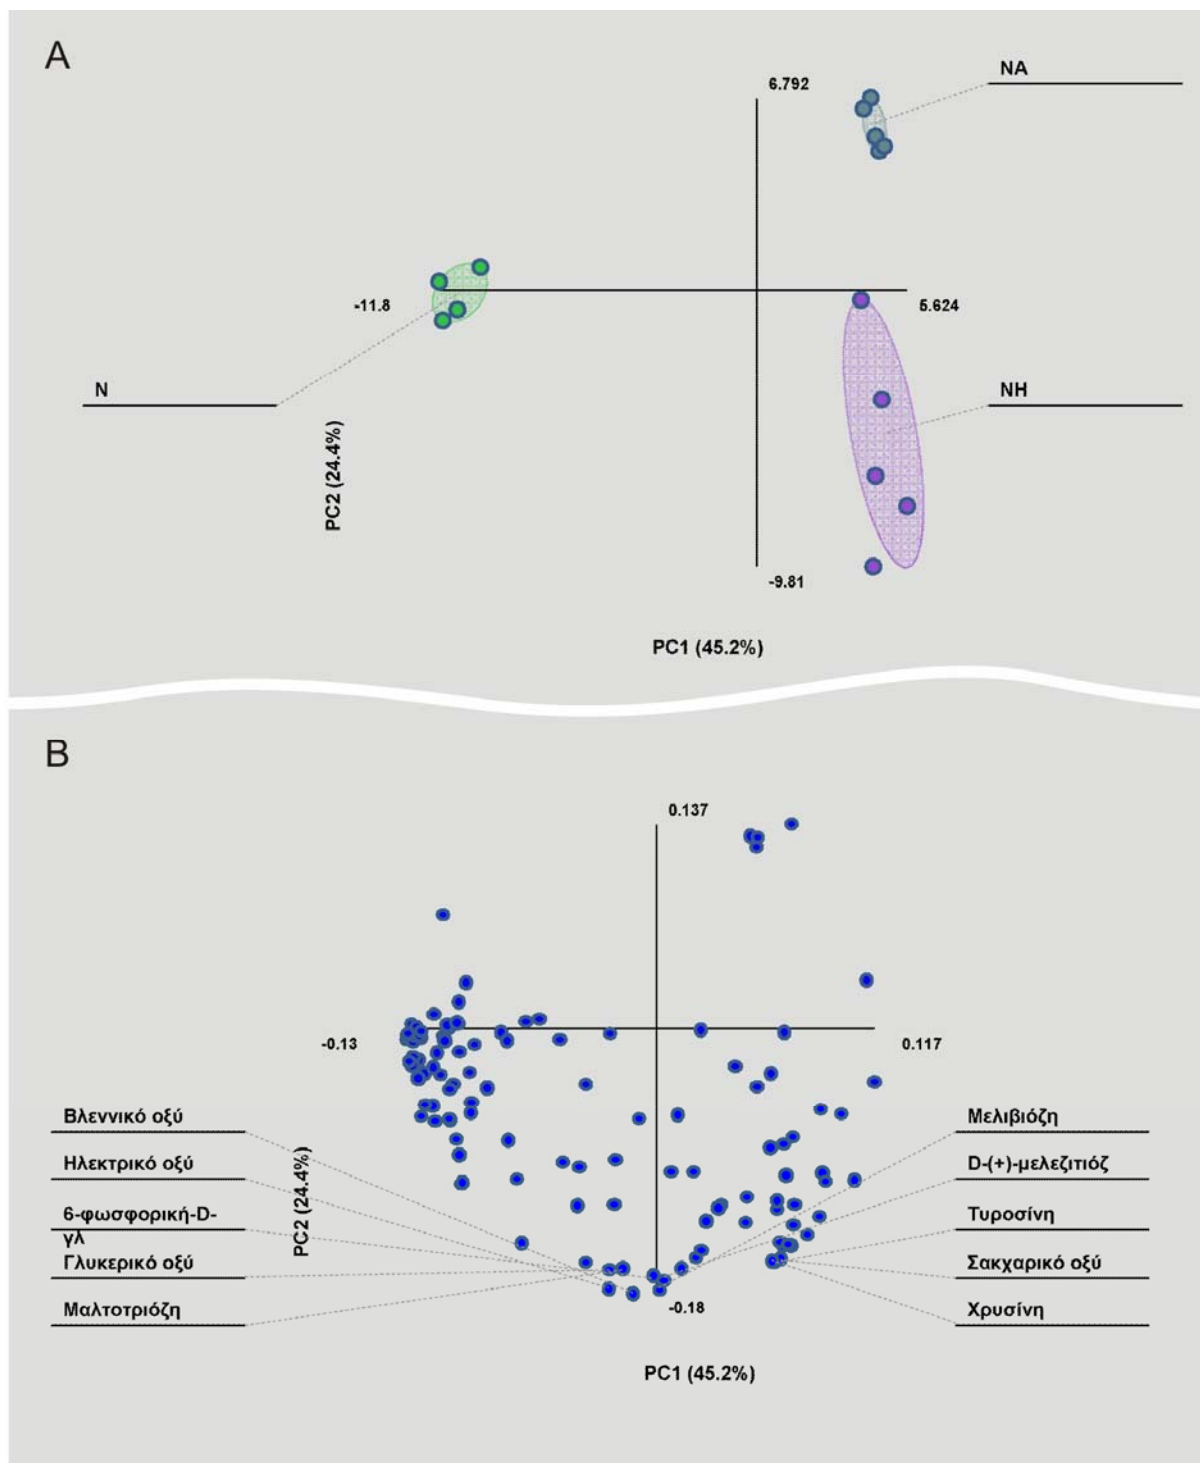 A
NA
6.792
-11.8
5.624
N
NH
PC2 (24.4%)
-9.81
PC1 (45.2%)
B
0.137
-0.13
0.117
Βλεννικό οξύ
Μελιβιόζη
Ηλεκτρικό οξύ
D-(+)-μελεζιτιόζ
6-φωσφορική-D-
γλ
Τυροσίνη
PC2 (24.4%)
Γλυκερικό οξύ
Σακχαρικό οξύ
Μαλτοτριόζη
-0.18
Χρυσίνη
PC1 (45.2%)